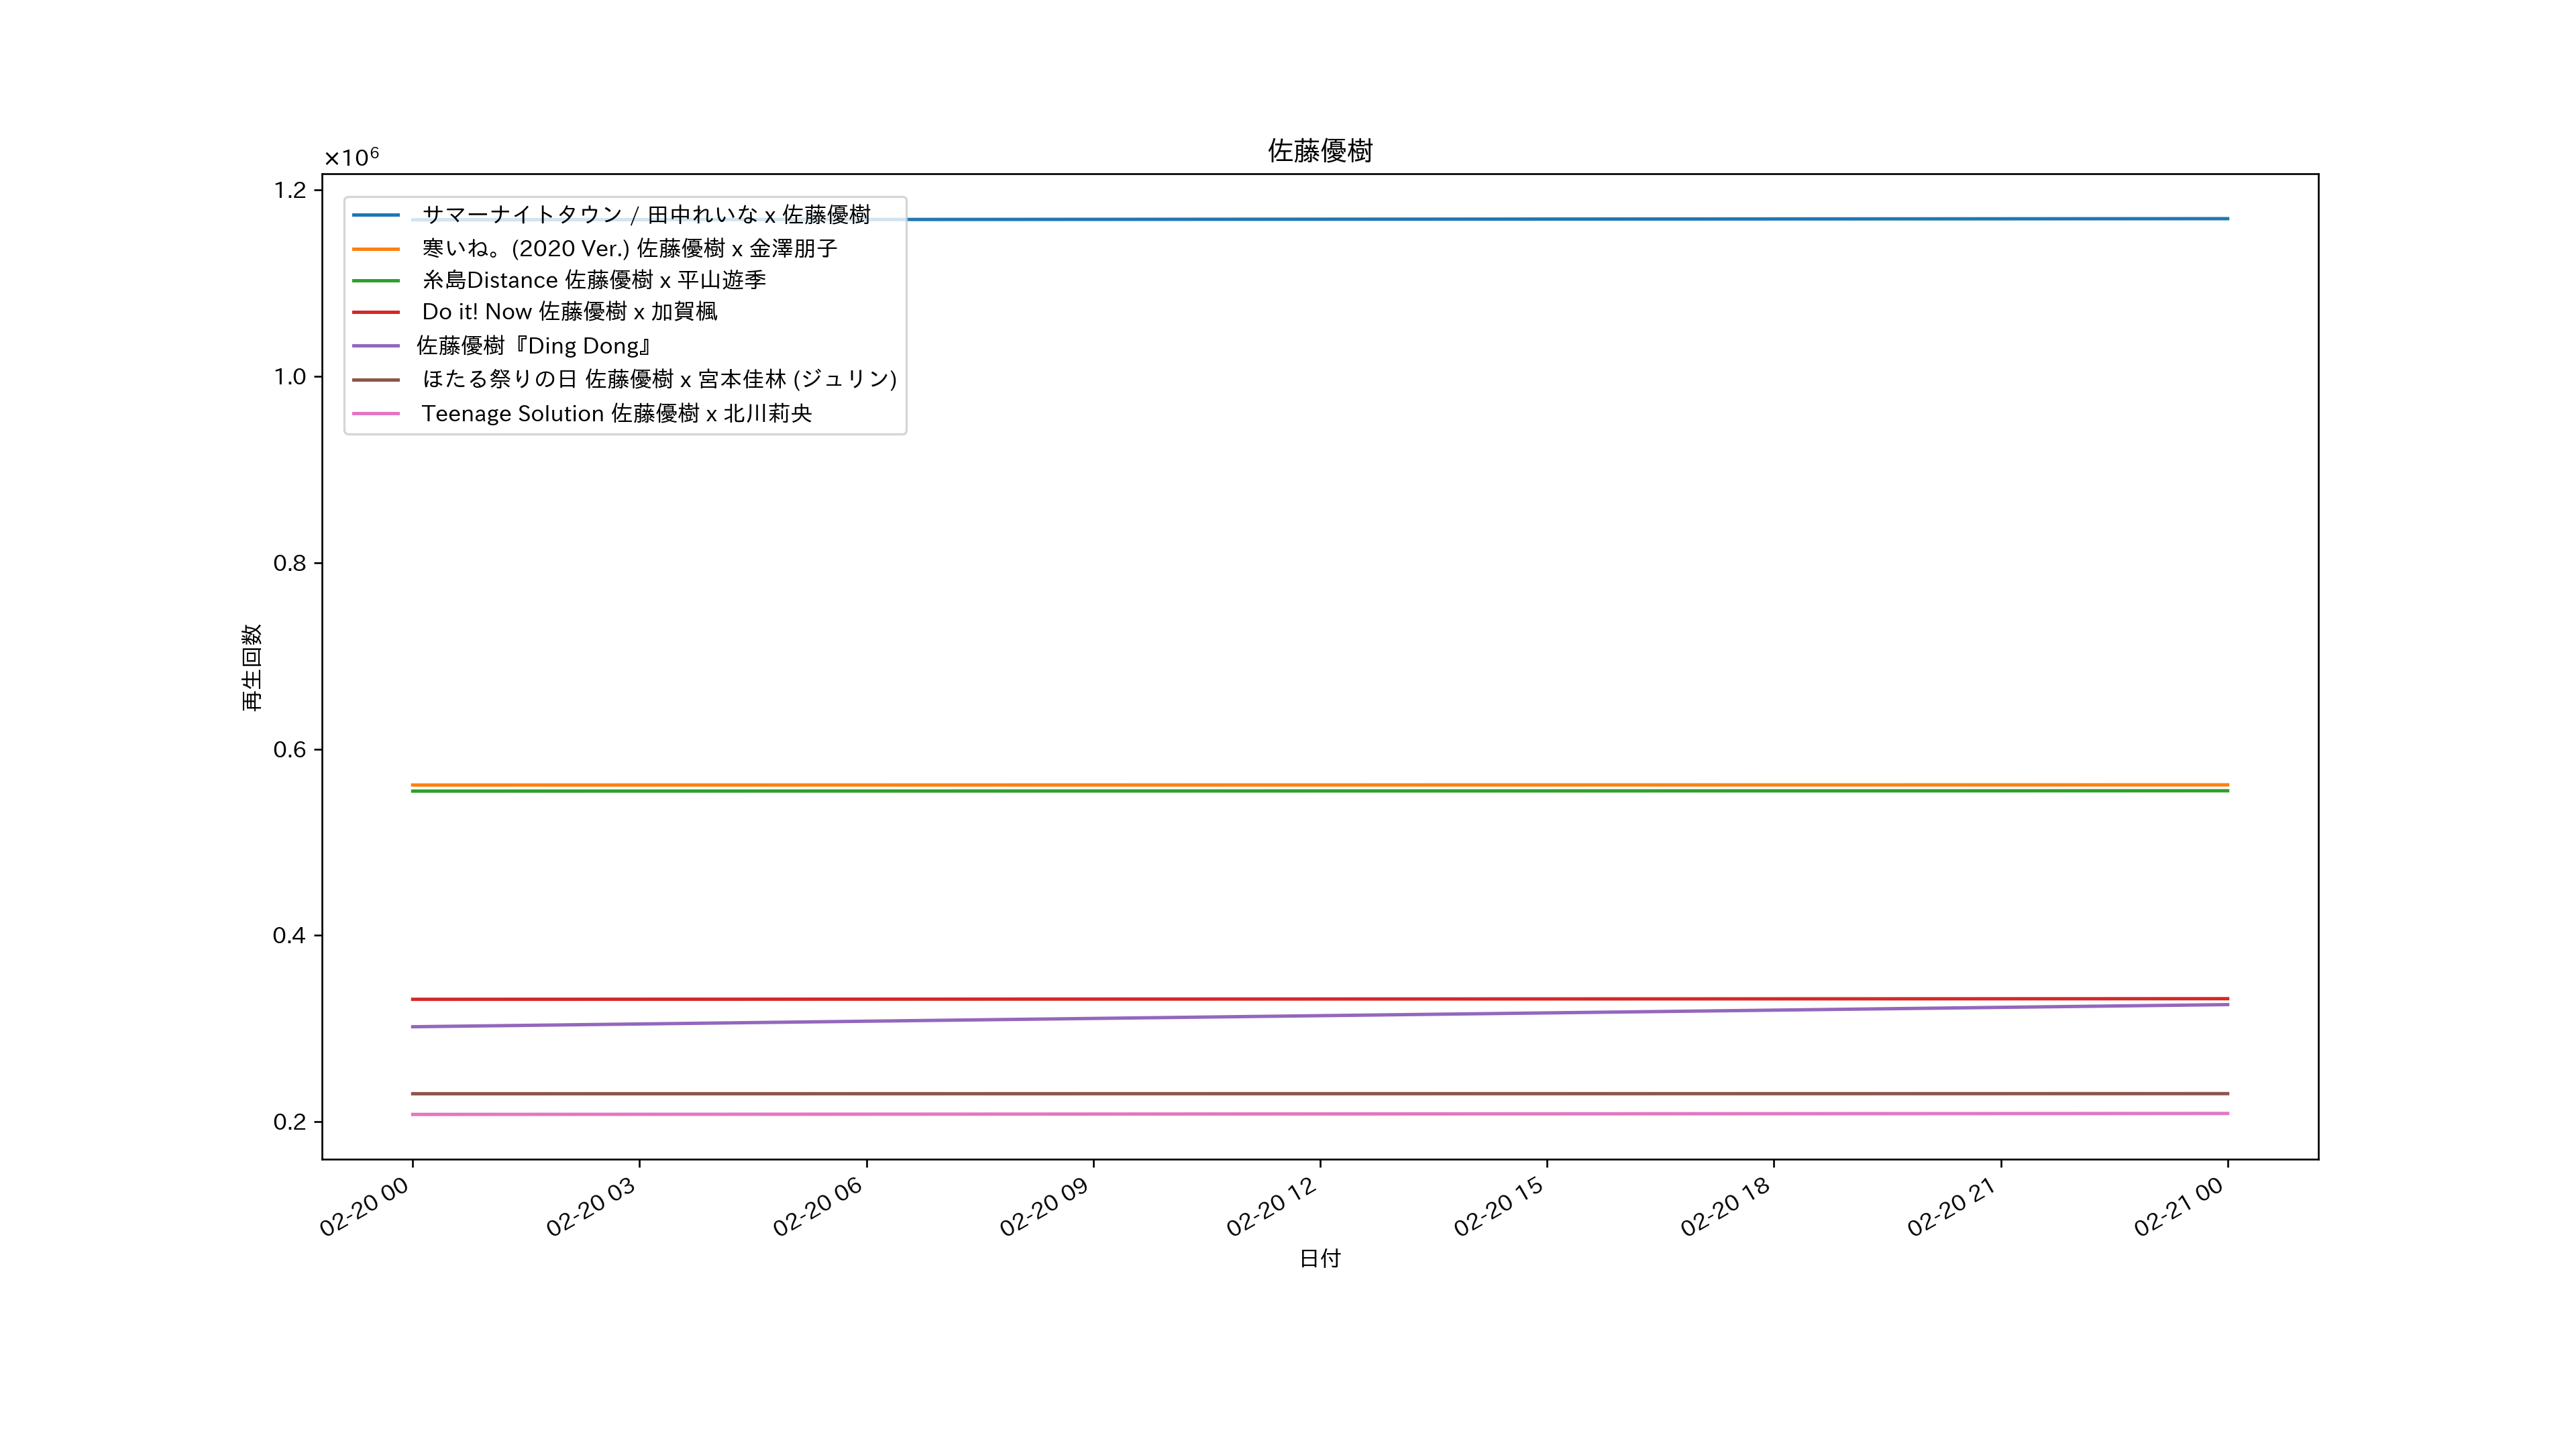 佐藤優樹
×10⁶
1.2
1.0
0.8
0.6
0.4
0.2
再生回数
サマーナイトタウン / 田中れいな x 佐藤優樹
寒いね。(2020 Ver.) 佐藤優樹 x 金澤朋子
糸島Distance 佐藤優樹 x 平山遊季
Do it! Now 佐藤優樹 x 加賀楓
佐藤優樹『Ding Dong』
ほたる祭りの日 佐藤優樹 x 宮本佳林 (ジュリン)
Teenage Solution 佐藤優樹 x 北川莉央
02-20 00
02-20 03
02-20 06
02-20 09
02-20 12
02-20 15
02-20 18
02-20 21
02-21 00
日付